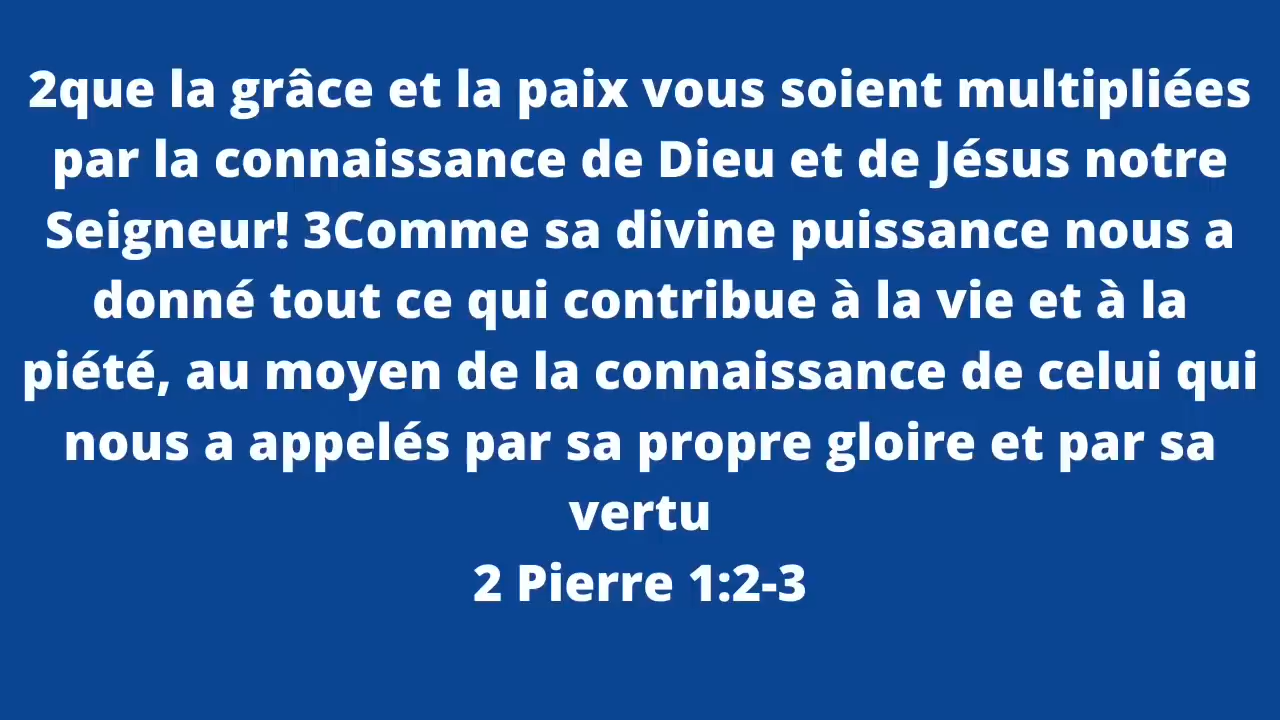 2que la grâce et la paix vous soient multipliées
par la connaissance de Dieu et de Jésus notre
Seigneur! 3Comme sa divine puissance nous a
donné tout ce qui contribue à la vie et à la
piété, au moyen de la connaissance de celui qui
nous a appelés par sa propre gloire et par sa
vertu
2 Pierre 1:2-3